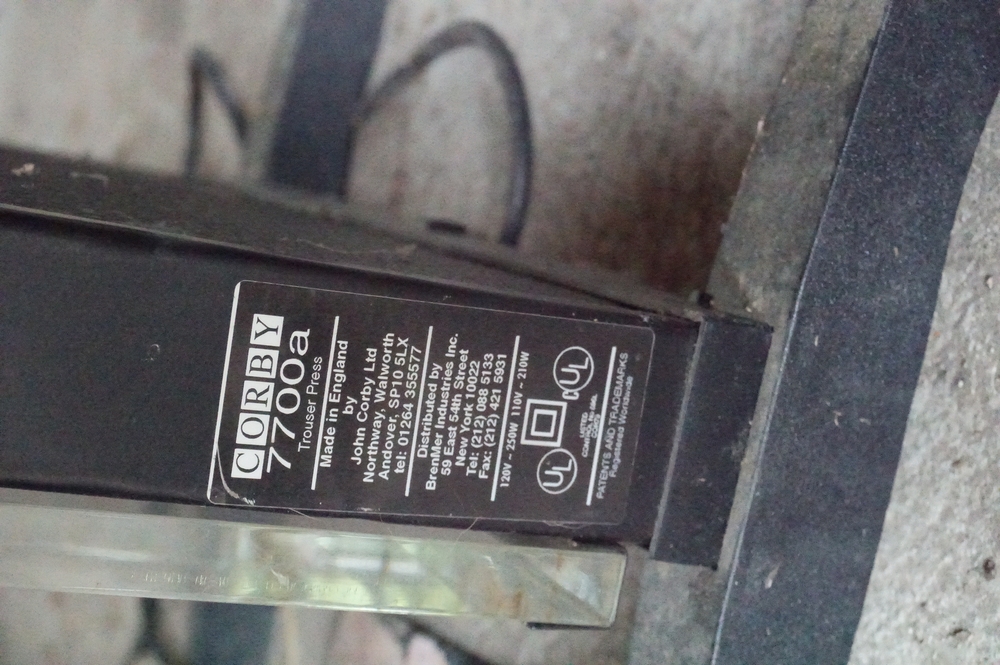 CORBY
7700a
Trouser Press
Made in England
by
John Corby Ltd
Northway, Walworth
Andover, SP10 5LX
tel: 01264 355577
Distributed by
BrenMer Industries Inc.
59 East 54th Street
New York 10022
Tel: (212) 088 5133
Fax: (212) 421 5931
120V ~ 250W 110V ~ 210W
UL
UL
LISTED
PATENTS AND TRADEMARKS
Registered Worldwide